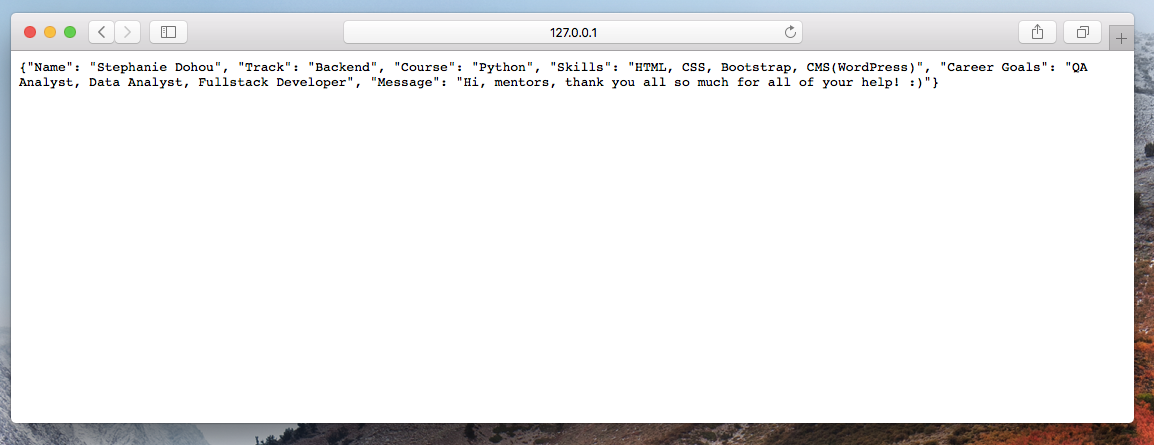 127.0.0.1
{"Name": "Stephanie Dohou", "Track": "Backend", "Course": "Python", "Skills": "HTML, CSS, Bootstrap, CMS(WordPress)", "Career Goals": "QA
Analyst, Data Analyst, Fullstack Developer", "Message": "Hi, mentors, thank you all so much for all of your help! :)"}